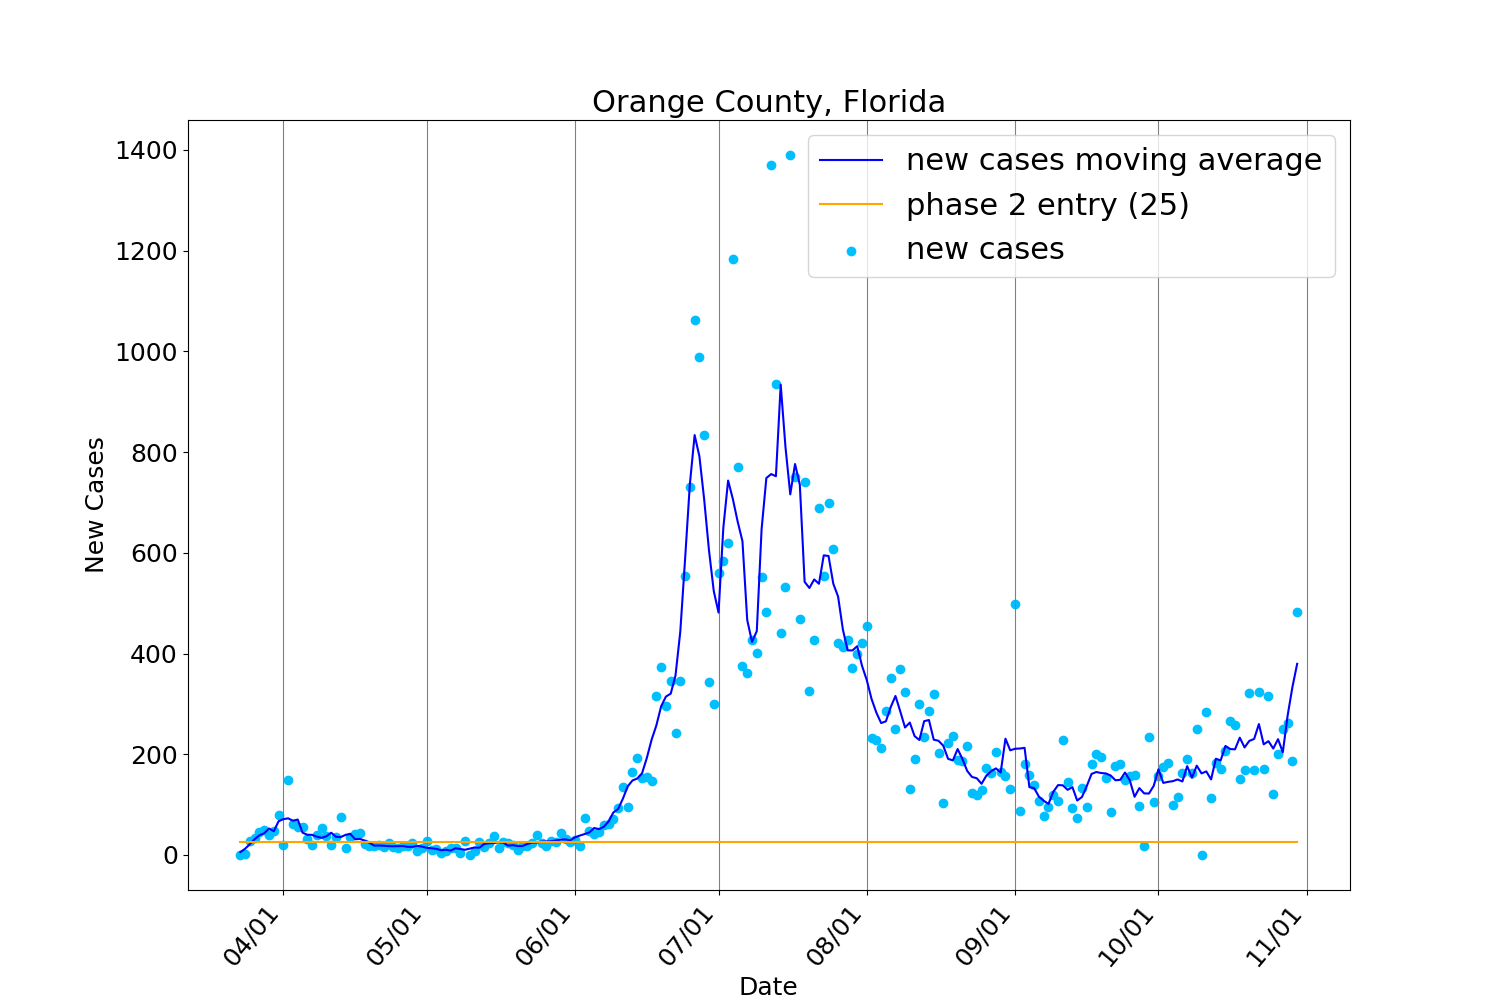 Orange County, Florida
new cases moving average
phase 2 entry (25)
new cases
1400
1200
1000
800
600
400
200
0
New Cases
04/01
05/01
06/01
07/01
08/01
09/01
10/01
11/01
Date